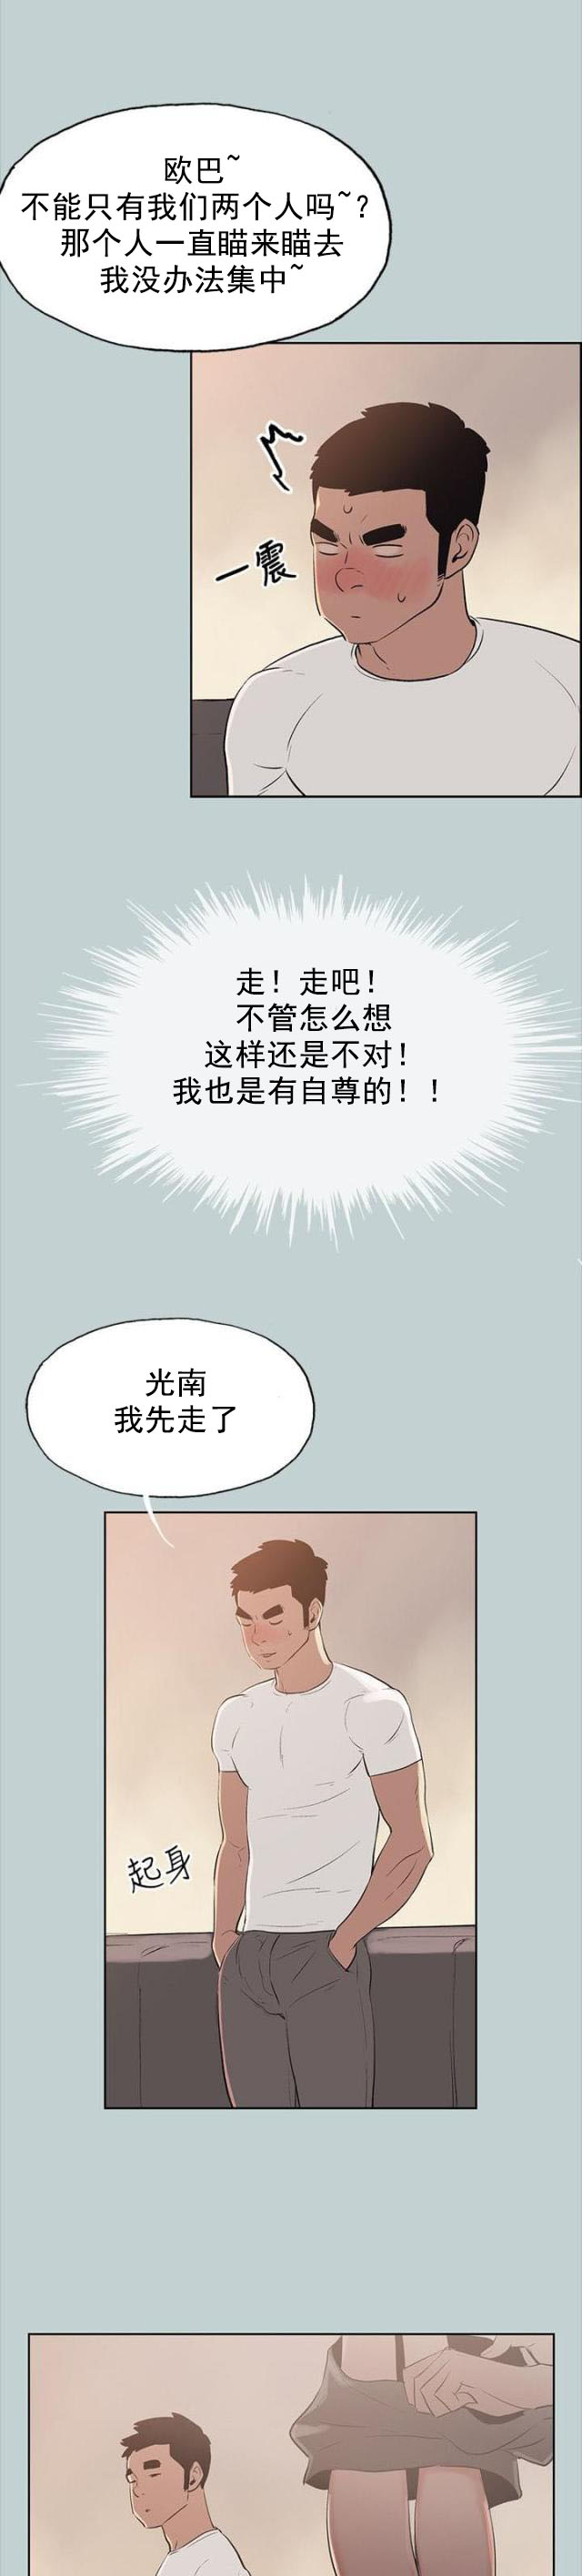 欧巴~
不能只有我们两个人吗~?
那个人一直瞄来瞄去
我没办法集中~
一震
走！走吧！
不管怎么想
这样还是不对！
我也是有自尊的！！
光南
我先走了
起身